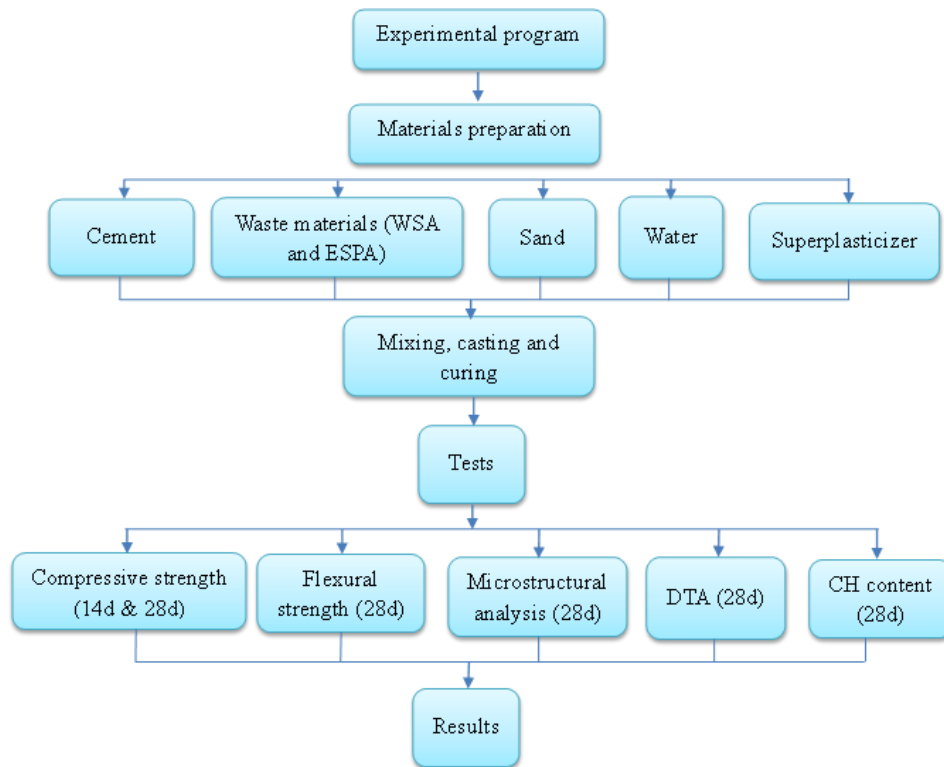 Experimental program
Materials preparation
Cement
Waste materials (WSA
and ESPA)
Sand
Water
Superplasticizer
Mixing, casting and
curing
Tests
Compressive strength
(14d & 28d)
Flexural
strength (28d)
Microstructural
analysis (28d)
DTA (28d)
CH content
(28d)
Results